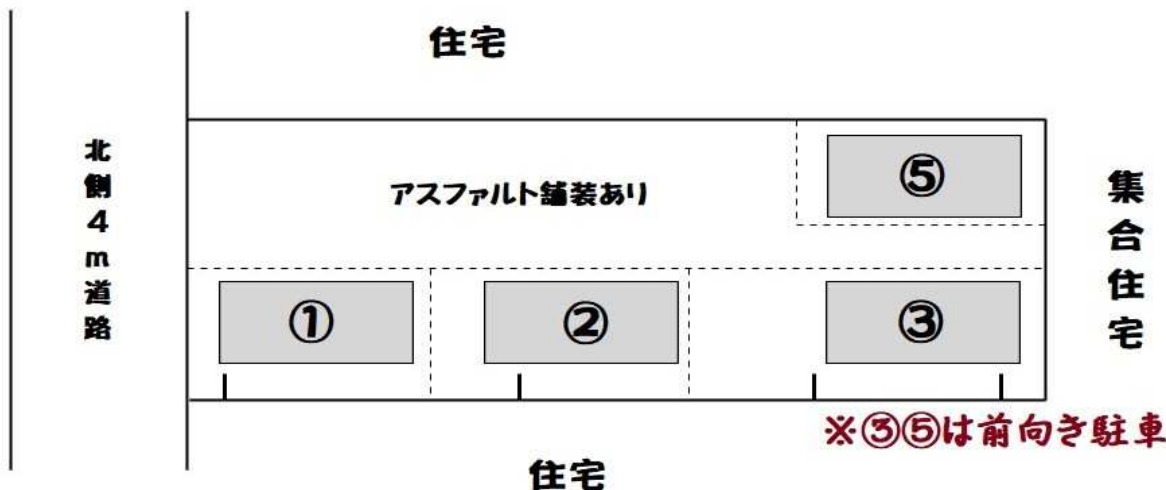 住宅
北側4m道路
アスファルト舗装あり
⑤
集合住宅
①
②
③
※③⑤は前向き駐車
住宅